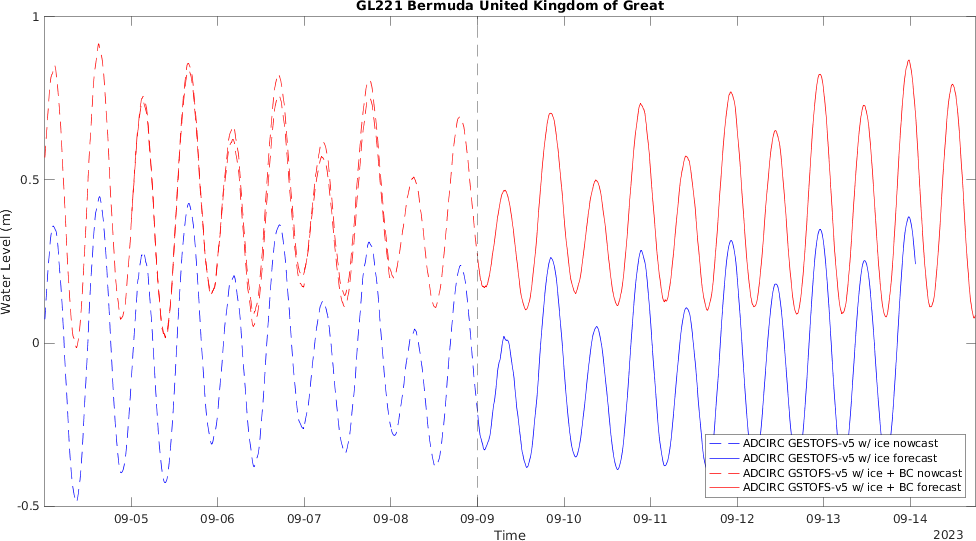 GL221 Bermuda United Kingdom of Great
Water Level (m)
1
0.5
0
-0.5
ADCIRC GESTOFS-v5 w/ ice nowcast
ADCIRC GESTOFS-v5 w/ ice forecast
ADCIRC GSTOFS-v5 w/ ice + BC nowcast
ADCIRC GSTOFS-v5 w/ ice + BC forecast
09-05 09-06 09-07 09-08 09-09 09-10 09-11 09-12 09-13 09-14
Time
2023